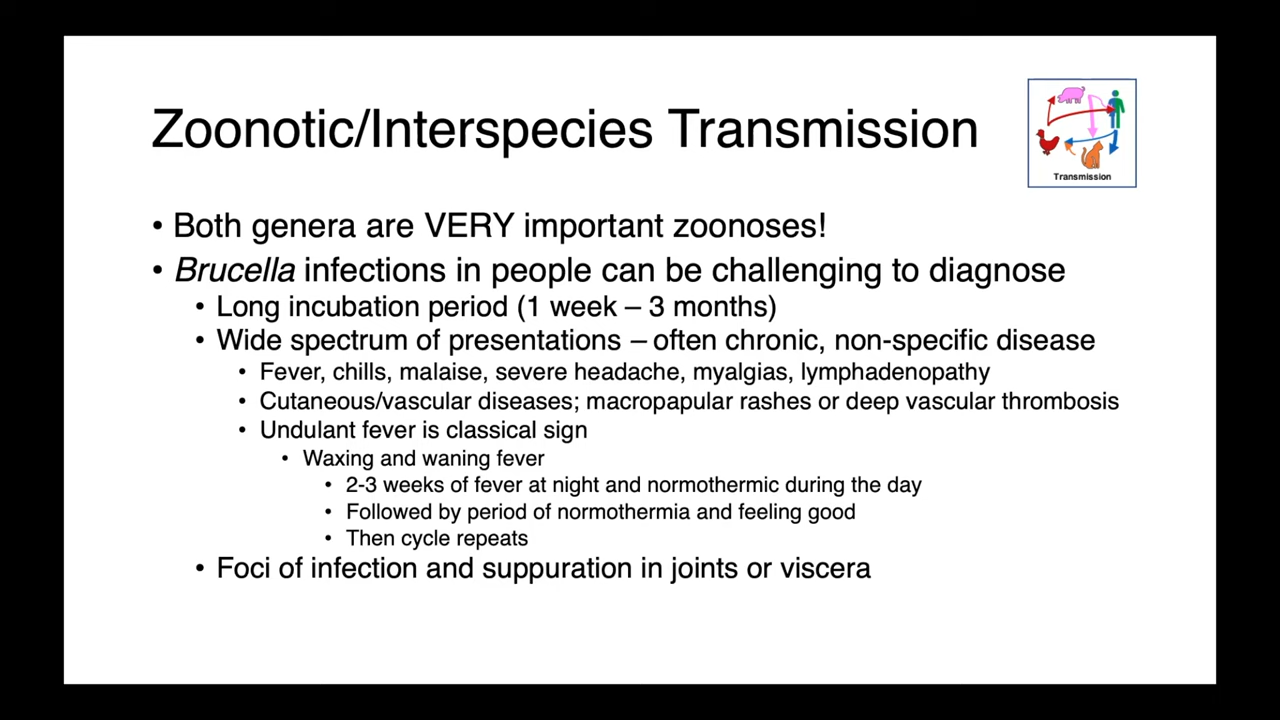 Zoonotic/Interspecies Transmission
Transmission
• Both genera are VERY important zoonoses!
• Brucella infections in people can be challenging to diagnose
• Long incubation period (1 week – 3 months)
• Wide spectrum of presentations – often chronic, non-specific disease
• Fever, chills, malaise, severe headache, myalgias, lymphadenopathy
• Cutaneous/vascular diseases; macropapular rashes or deep vascular thrombosis
• Undulant fever is classical sign
• Waxing and waning fever
• 2-3 weeks of fever at night and normothermic during the day
• Followed by period of normothermia and feeling good
• Then cycle repeats
• Foci of infection and suppuration in joints or viscera